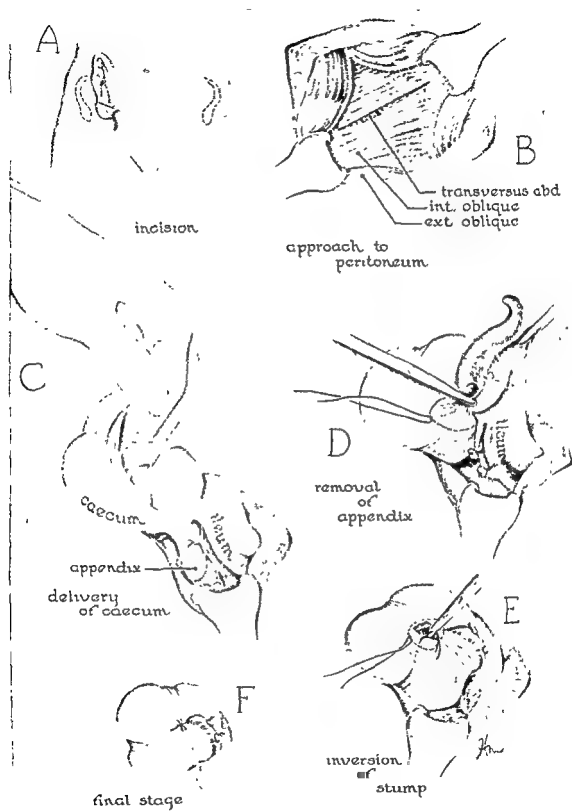 A
incision
B
transversus abd
int. oblique
ext. oblique
approach to
peritoneum
C
caecum
ileum
appendix
delivery
of caecum
D
ileum
removal
of
appendix
E
inversion
of
stump
F
final stage